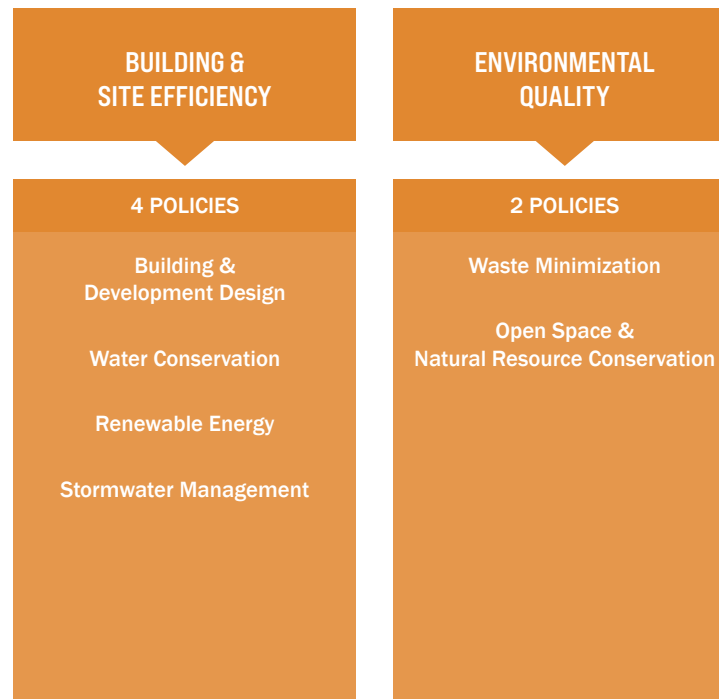 BUILDING &
SITE EFFICIENCY
4 POLICIES
Building &
Development Design
Water Conservation
Renewable Energy
Stormwater Management
ENVIRONMENTAL
QUALITY
2 POLICIES
Waste Minimization
Open Space &
Natural Resource Conservation